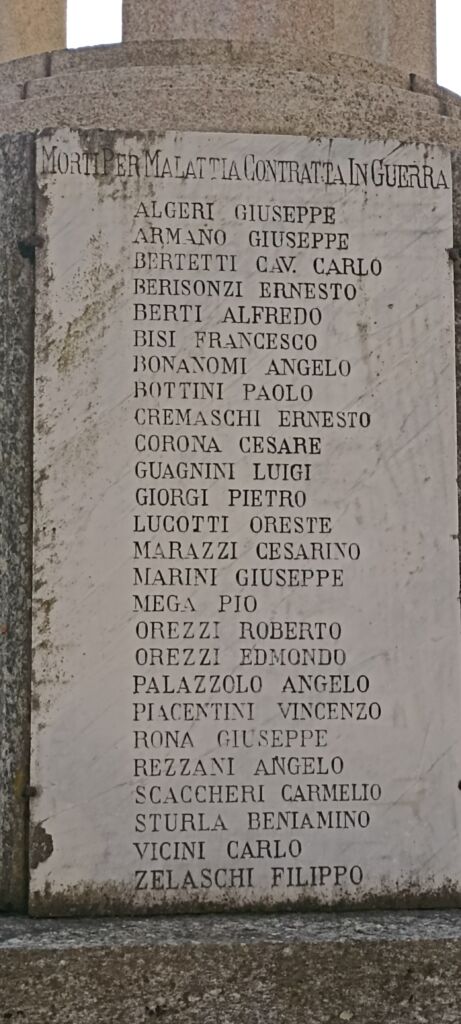 MORTI PER MALATTIA CONTRATTA IN GUERRA
ALGERI GIUSEPPE
ARMANO GIUSEPPE
BERTETTI CAV. CARLO
BERISONZI ERNESTO
BERTI ALFREDO
BISI FRANCESCO
BONANOMI ANGELO
BOTTINI PAOLO
CREMASCHI ERNESTO
CORONA CESARE
GUAGNINI LUIGI
GIORGI PIETRO
LUCOTTI ORESTE
MARAZZI CESARINO
MARINI GIUSEPPE
MEGA PIO
OREZZI ROBERTO
OREZZI EDMONDO
PALAZZOLO ANGELO
PIACENTINI VINCENZO
RONA GIUSEPPE
REZZANI ANGELO
SCACCHERI CARMELIO
STURLA BENIAMINO
VICINI CARLO
ZELASCHI FILIPPO